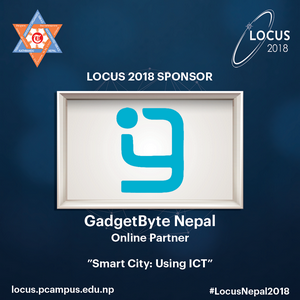 LOCUS
2018
LOCUS 2018 SPONSOR
GadgetByte Nepal
Online Partner
"Smart City: Using ICT"
locus.pcampus.edu.np
#LocusNepal2018